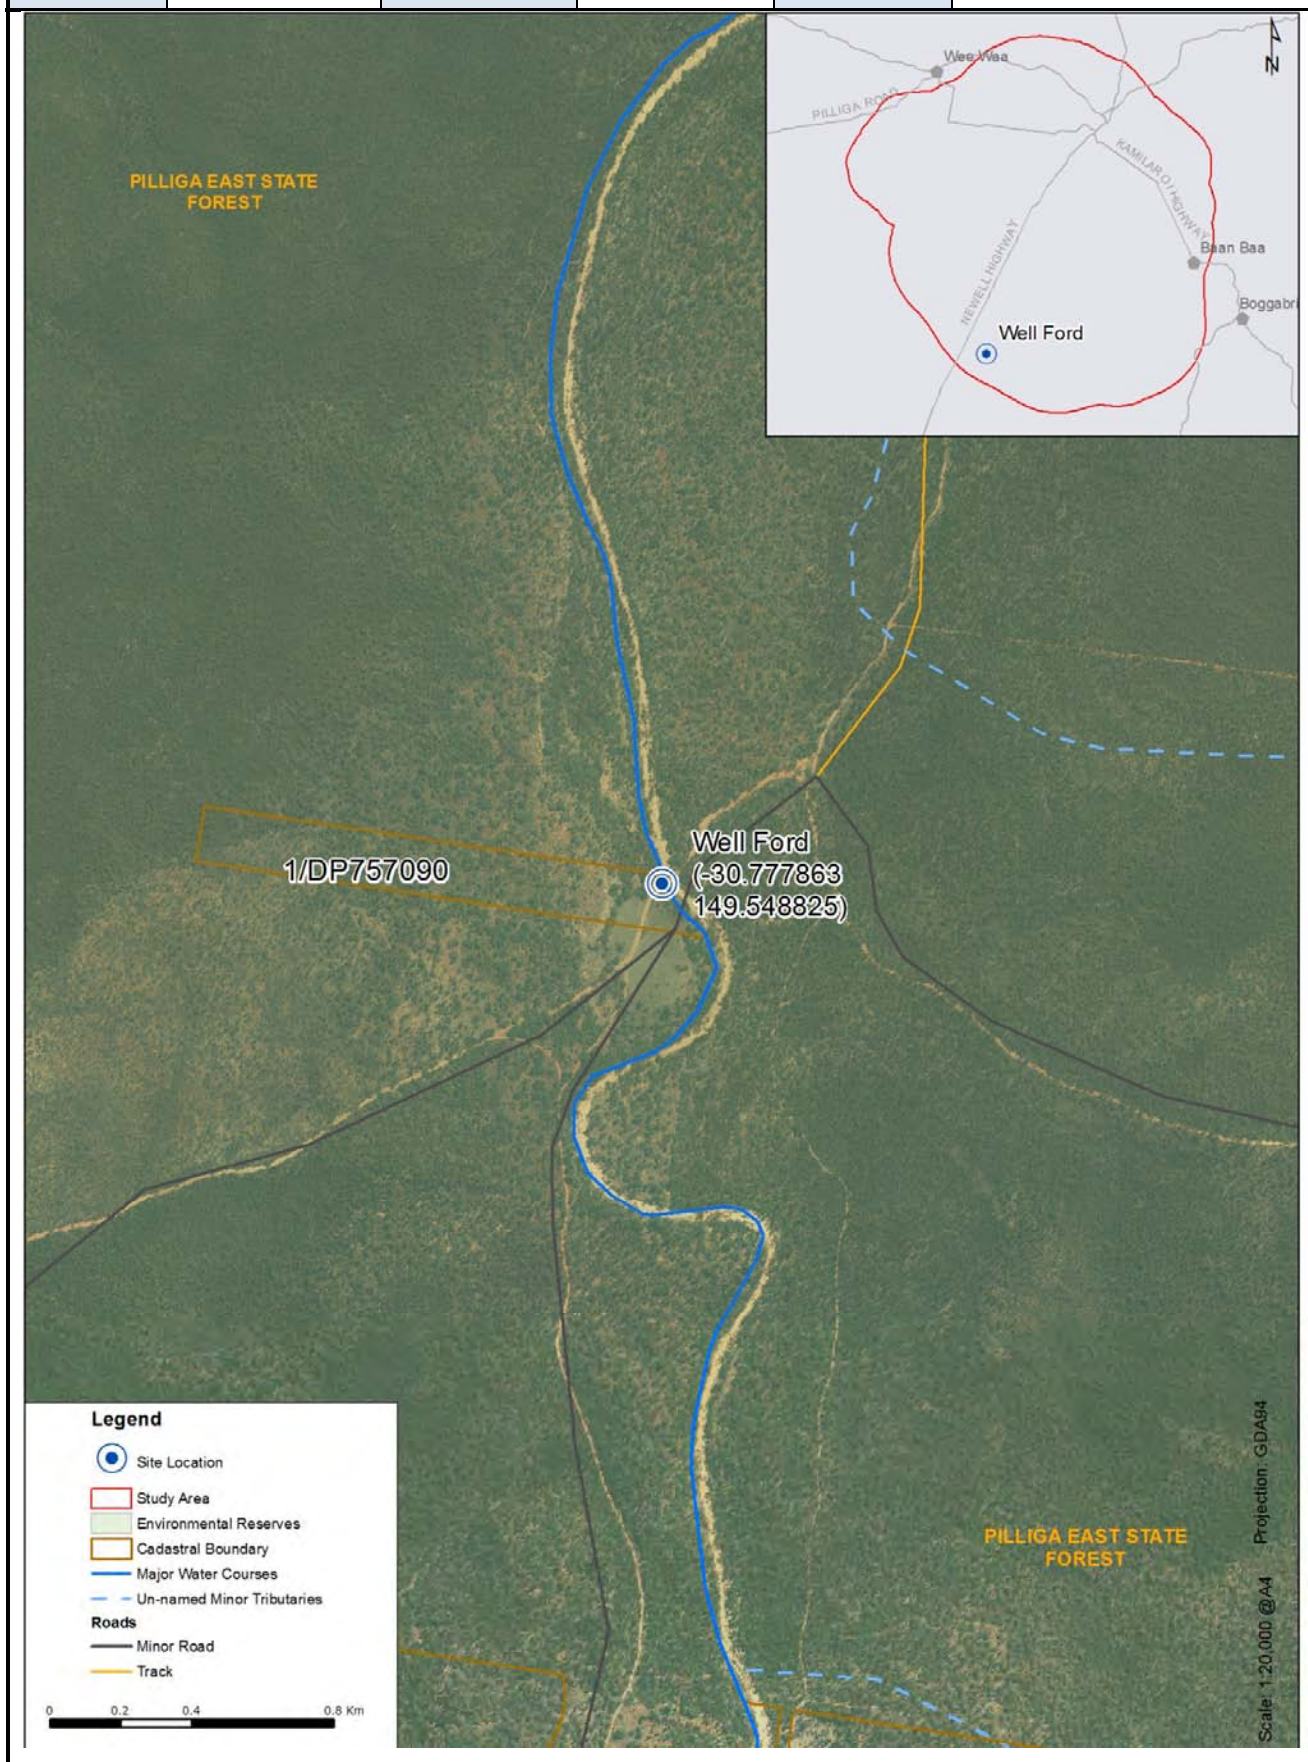 Wee Waa
PILLIGA ROAD
KAMILAROI HIGHWAY
Baan Baa
NEWELL HIGHWAY
Boggabri
Well Ford
N
PILLIGA EAST STATE
FOREST
1/DP757090
Well Ford
(-30.777863
149.548825)
PILLIGA EAST STATE
FOREST
Legend
Site Location
Study Area
Environmental Reserves
Cadastral Boundary
Major Water Courses
Un-named Minor Tributaries
Roads
Minor Road
Track
0 0.2 0.4 0.8 Km
Scale: 1:20,000 @A4 Projection: GDA94